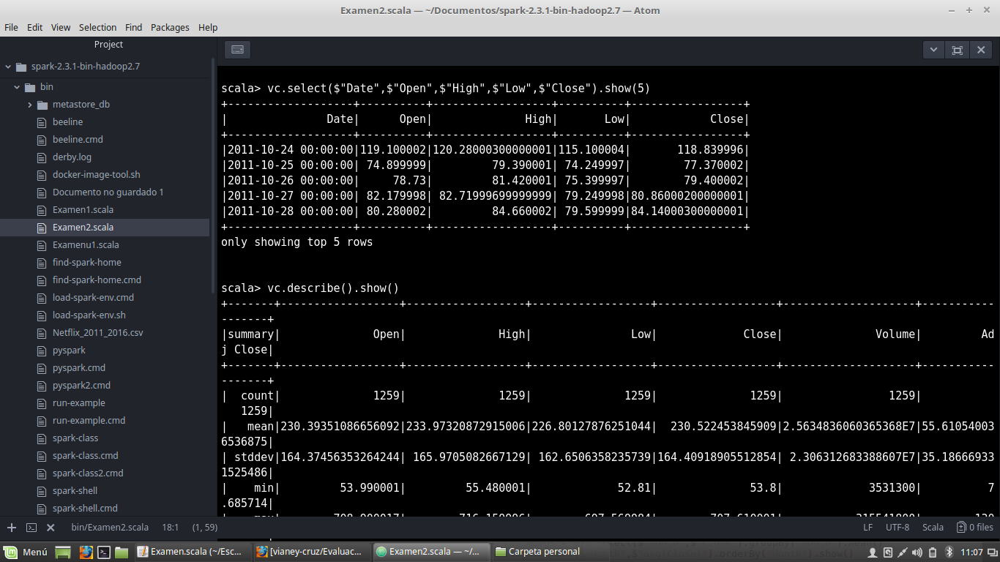 Examen2.scala — ~/Documentos/spark-2.3.1-bin-hadoop2.7 — Atom
File Edit View Selection Find Packages Help
Project
spark-2.3.1-bin-hadoop2.7
bin
metastore_db
beeline
beeline.cmd
derby.log
docker-image-tool.sh
Documento no guardado 1
Examen1.scala
Examen2.scala
Examenu1.scala
find-spark-home
find-spark-home.cmd
load-spark-env.cmd
load-spark-env.sh
Netflix_2011_2016.csv
pyspark
pyspark.cmd
pyspark2.cmd
run-example
run-example.cmd
spark-class
spark-class.cmd
spark-class2.cmd
spark-shell
spark-shell.cmd
scala> vc.select($"Date",$"Open",$"High",$"Low",$"Close").show(5)
+-------------------+----------+------------------+----------+-----------------+
|               Date|      Open|              High|       Low|            Close|
+-------------------+----------+------------------+----------+-----------------+
|2011-10-24 00:00:00|119.100002|120.28000300000001|115.100004|       118.839996|
|2011-10-25 00:00:00| 74.899999|         79.390001| 74.249997|        77.370002|
|2011-10-26 00:00:00|     78.73|         81.420001| 75.399997|        79.400002|
|2011-10-27 00:00:00| 82.179998| 82.71999699999999| 79.249998|80.86000200000001|
|2011-10-28 00:00:00| 80.280002|         84.660002| 79.599999|84.14000300000001|
+-------------------+----------+------------------+----------+-----------------+
only showing top 5 rows
scala> vc.describe().show()
+-------+------------------+------------------+------------------+------------------+--------------------+-----------
-------+
|summary|              Open|              High|               Low|             Close|              Volume|         Ad
j Close|
+-------+------------------+------------------+------------------+------------------+--------------------+-----------
-------+
|  count|              1259|              1259|              1259|              1259|                1259|
   1259|
|   mean|230.39351086656092|233.97320872915006|226.80127876251044|  230.522453845909|2.5634836060365368E7|55.61054003
6536875|
| stddev|164.37456353264244| 165.9705082667129| 162.6506358235739|164.40918905512854| 2.306312683388607E7|35.18666933
1525486|
|    min|         53.990001|         55.480001|             52.81|              53.8|             3531300|          7
.685714|
bin/Examen2.scala 18:1 (1, 59) LF UTF-8 Scala 0 files
Menú Examen.scala (~/Esc... [vianey-cruz/Evaluac... Examen2.scala — ~/... Carpeta personal 11:07